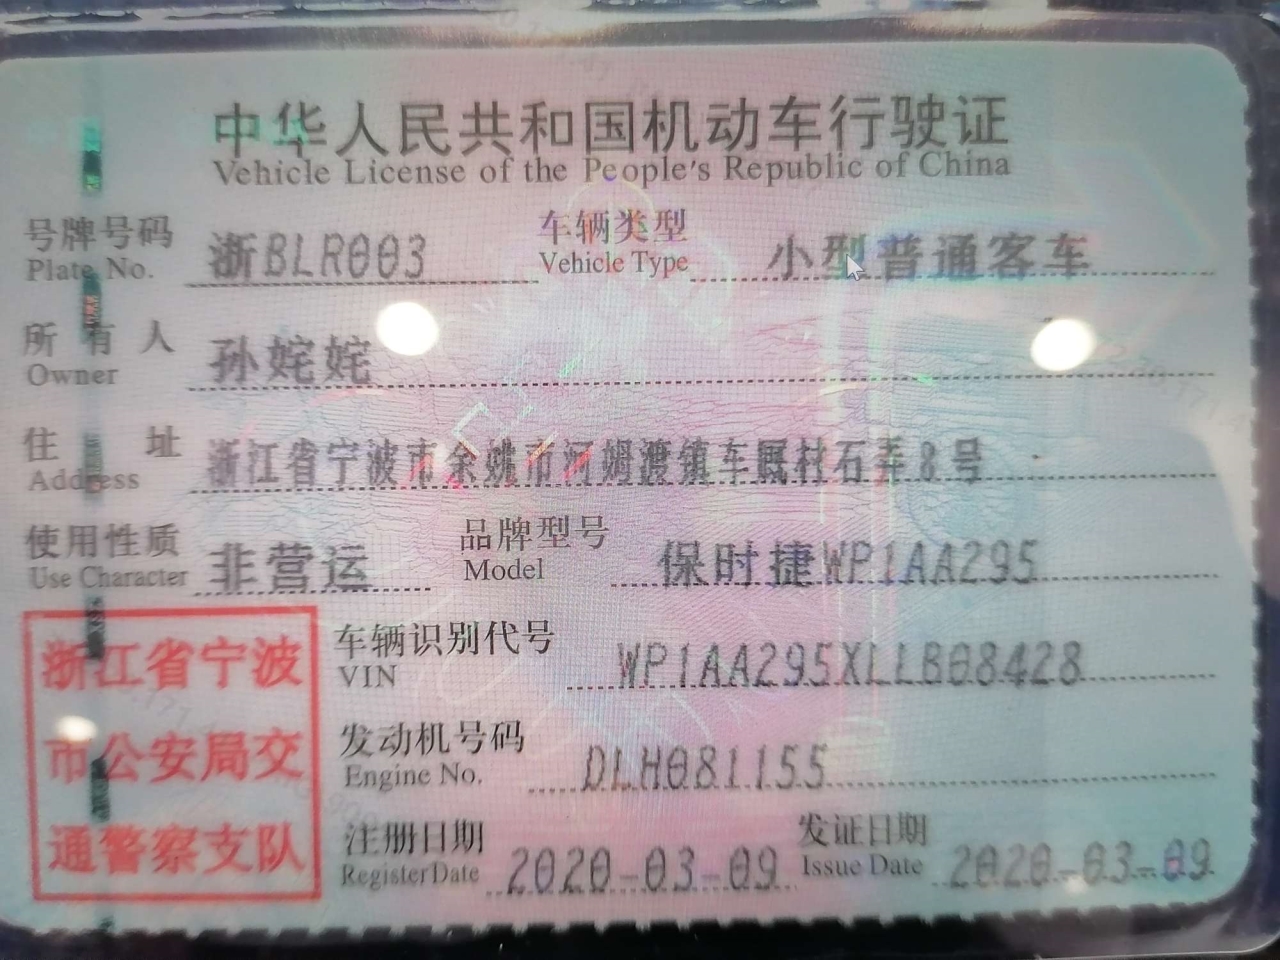 中华人民共和国机动车行驶证
Vehicle License of the People's Republic of China
号牌号码 浙BLR003 车辆类型 小型普通客车
Plate No. Vehicle Type
所有人 孙姹姹
Owner
住址 浙江省宁波市余姚市河姆渡镇车厩村石弄8号
Address
使用性质 非营运 品牌型号 保时捷WP1AA295
Use Character Model
浙江省宁波
市公安局交
通警察支队
车辆识别代号 WP1AA295XLLB08428
VIN
发动机号码 DLH081155
Engine No.
注册日期 2020-03-09 发证日期 2020-03-09
Register Date Issue Date